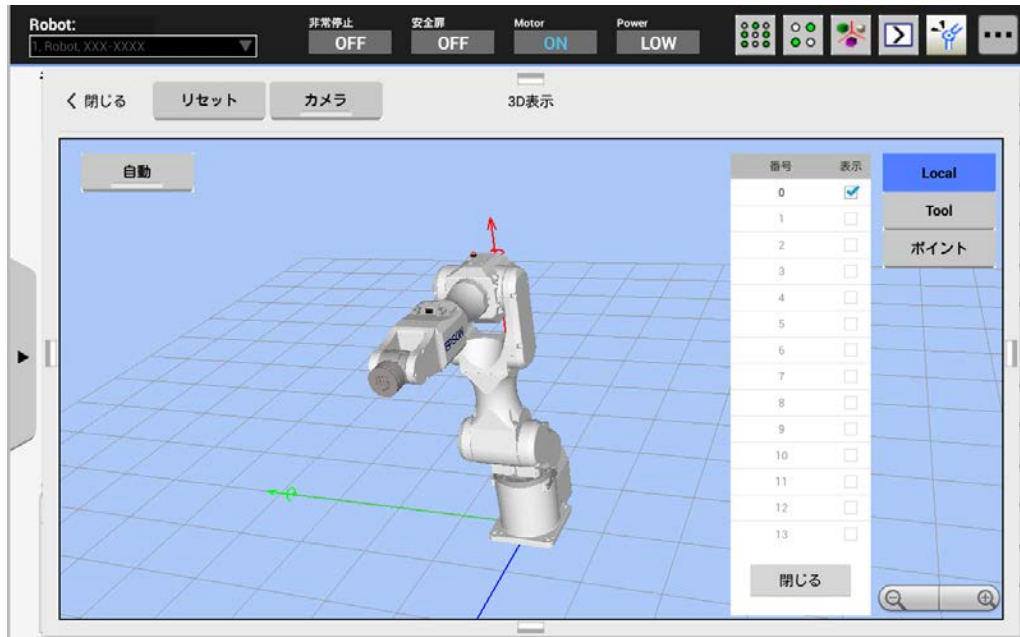 Robot:
1, Robot, XXX-XXXX
非常停止
OFF
安全扉
OFF
Motor
ON
Power
LOW
閉じる
リセット
カメラ
3D表示
自動
番号 表示
0
1
2
3
4
5
6
7
8
9
10
11
12
13
閉じる
Local
Tool
ポイント
EPSON